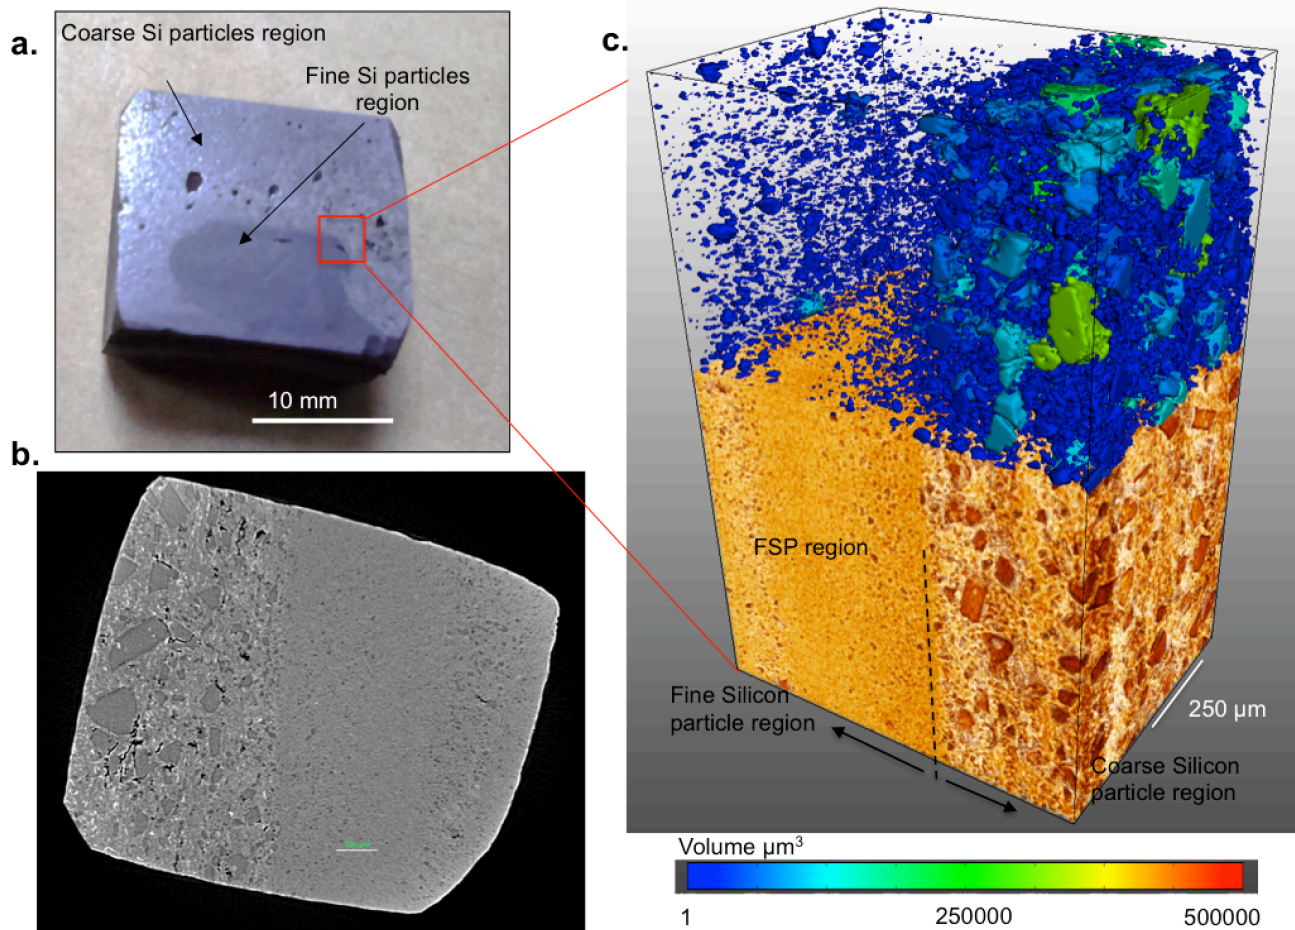 a.
Coarse Si particles region
Fine Si particles
region
10 mm
b.
c.
FSP region
Fine Silicon
particle region
250 µm
Coarse Silicon
particle region
Volume µm³
1
250000
500000